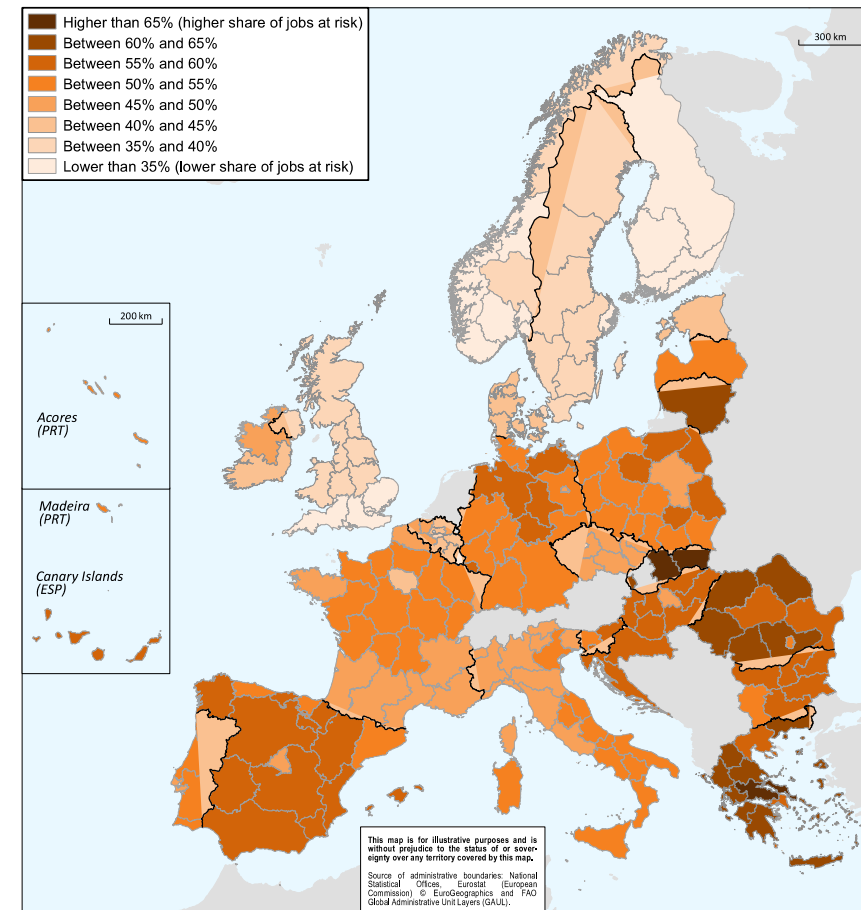 Higher than 65% (higher share of jobs at risk)
Between 60% and 65%
Between 55% and 60%
Between 50% and 55%
Between 45% and 50%
Between 40% and 45%
Between 35% and 40%
Lower than 35% (lower share of jobs at risk)
300 km
200 km
Acores
(PRT)
Madeira
(PRT)
Canary Islands
(ESP)
This map is for illustrative purposes and is
without prejudice to the status of or sover-
eignty over any territory covered by this map.
Source of administrative boundaries: National
Statistical Offices, Eurostat (European
Commission) © EuroGeographics and FAO
Global Administrative Unit Layers (GAUL).